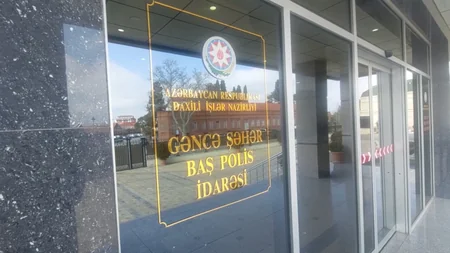 AZƏRBAYCAN RESPUBLİKASI
DAXİLİ İŞLƏR NAZİRLİYİ
GƏNCƏ ŞƏHƏR
BAŞ POLİS
İDARƏSİ